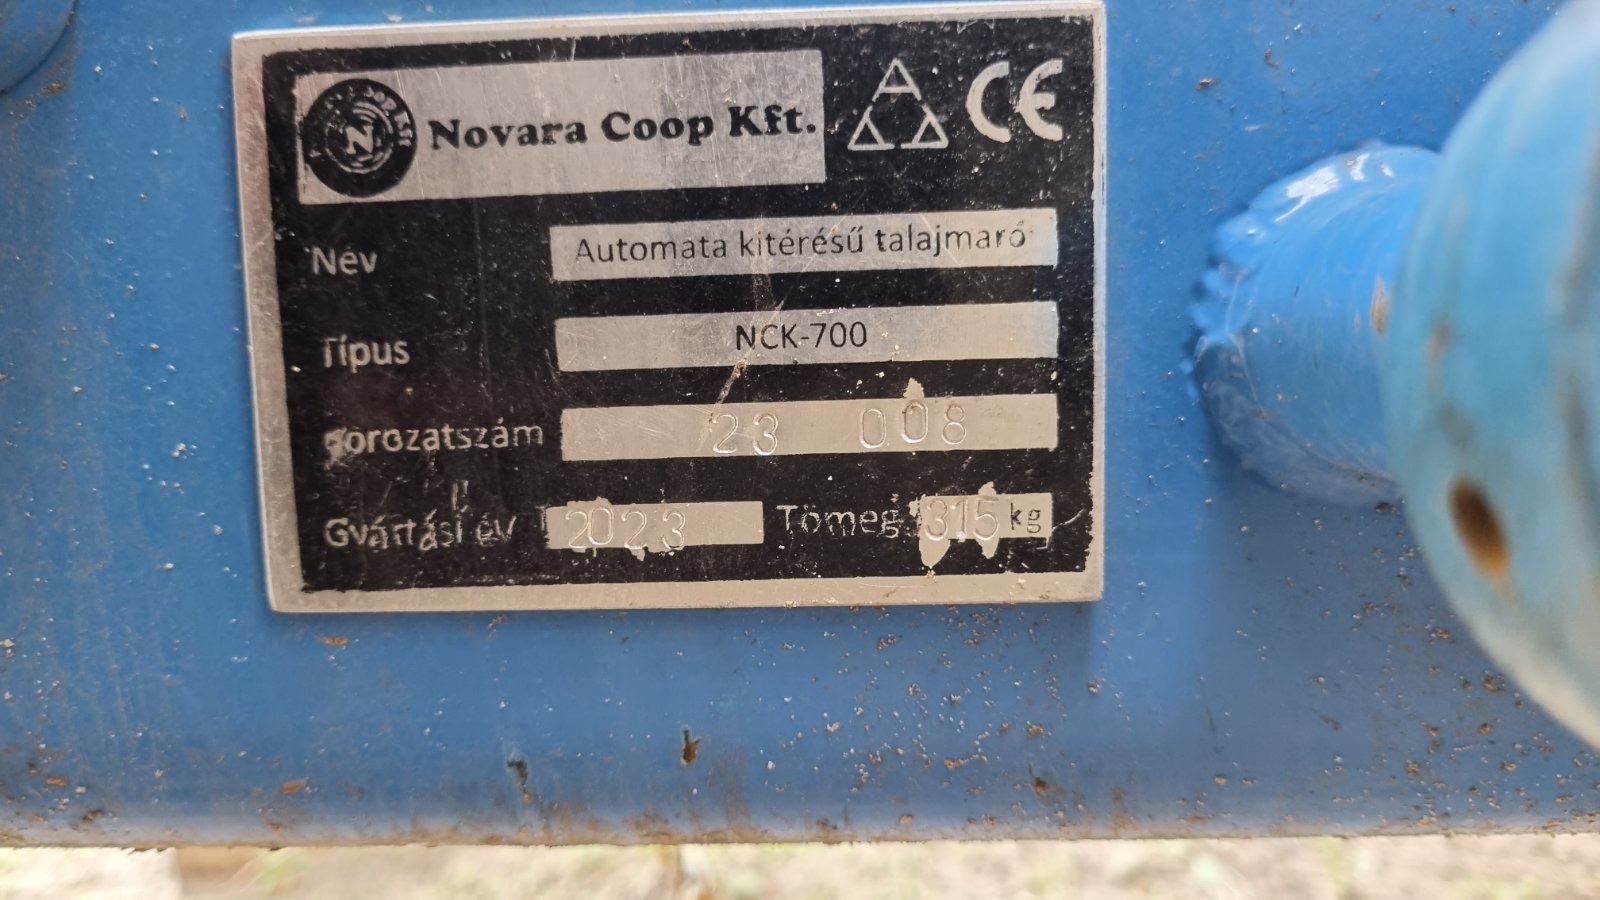 Novara Coop Kft.
CE
Név Automata kitérésű talajmaró
Típus NCK-700
Sorozatszám 23 008
Gyártási év 2023 Tömeg 315 kg